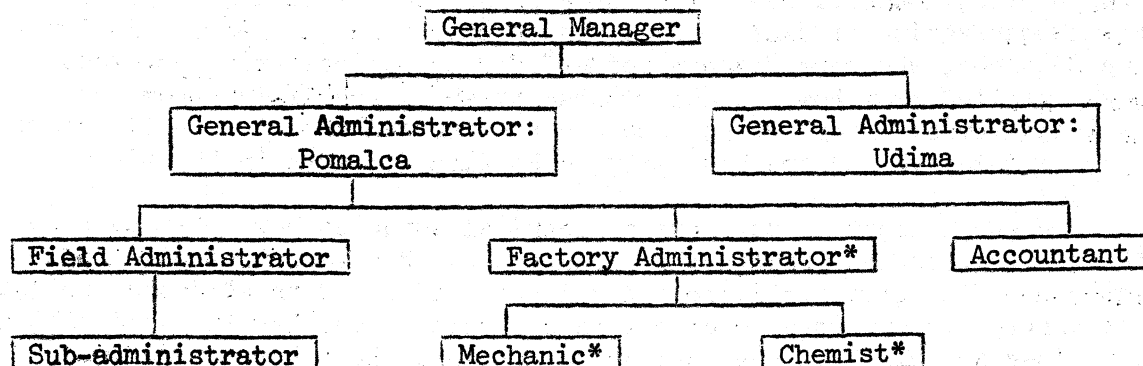 General Manager
General Administrator:
Pomalca
General Administrator:
Udima
Field Administrator
Factory Administrator*
Accountant
Sub-administrator
Mechanic*
Chemist*